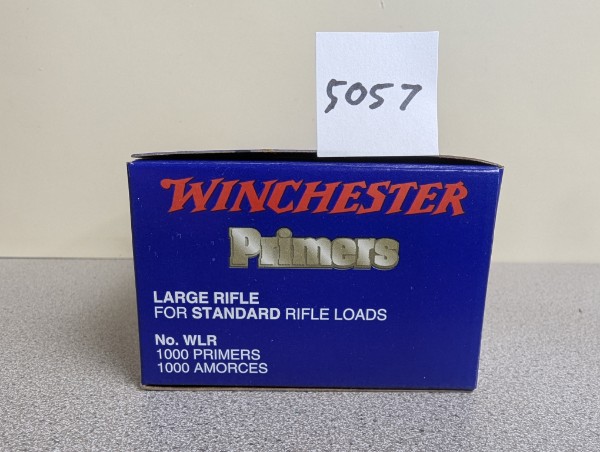 5057
WINCHESTER
Primers
LARGE RIFLE
FOR STANDARD RIFLE LOADS
No. WLR
1000 PRIMERS
1000 AMORCES